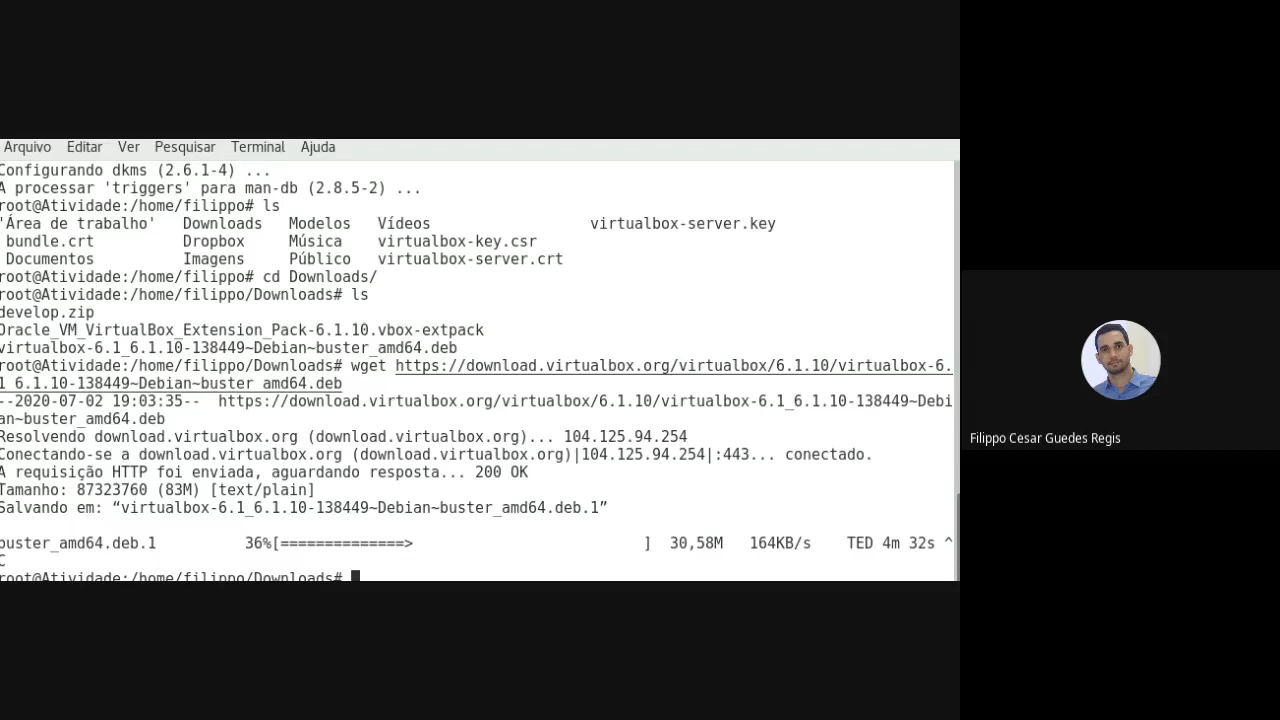 Arquivo Editar Ver Pesquisar Terminal Ajuda
Configurando dkms (2.6.1-4) ...
A processar 'triggers' para man-db (2.8.5-2) ...
root@Atividade:/home/filippo# ls
'Área de trabalho' Downloads Modelos Vídeos virtualbox-server.key
bundle.crt Dropbox Música virtualbox-key.csr
Documentos Imagens Público virtualbox-server.crt
root@Atividade:/home/filippo# cd Downloads/
root@Atividade:/home/filippo/Downloads# ls
develop.zip
Oracle_VM_VirtualBox_Extension_Pack-6.1.10.vbox-extpack
virtualbox-6.1_6.1.10-138449~Debian~buster_amd64.deb
root@Atividade:/home/filippo/Downloads# wget https://download.virtualbox.org/virtualbox/6.1.10/virtualbox-6.
1_6.1.10-138449~Debian~buster_amd64.deb
--2020-07-02 19:03:35-- https://download.virtualbox.org/virtualbox/6.1.10/virtualbox-6.1_6.1.10-138449~Debi
an~buster_amd64.deb
Resolvendo download.virtualbox.org (download.virtualbox.org)... 104.125.94.254
Conectando-se a download.virtualbox.org (download.virtualbox.org)|104.125.94.254|:443... conectado.
A requisição HTTP foi enviada, aguardando resposta... 200 OK
Tamanho: 87323760 (83M) [text/plain]
Salvando em: “virtualbox-6.1_6.1.10-138449~Debian~buster_amd64.deb.1”
buster_amd64.deb.1 36%[==============> ] 30,58M 164KB/s TED 4m 32s ^
C
root@Atividade:/home/filippo/Downloads#
Filippo Cesar Guedes Regis